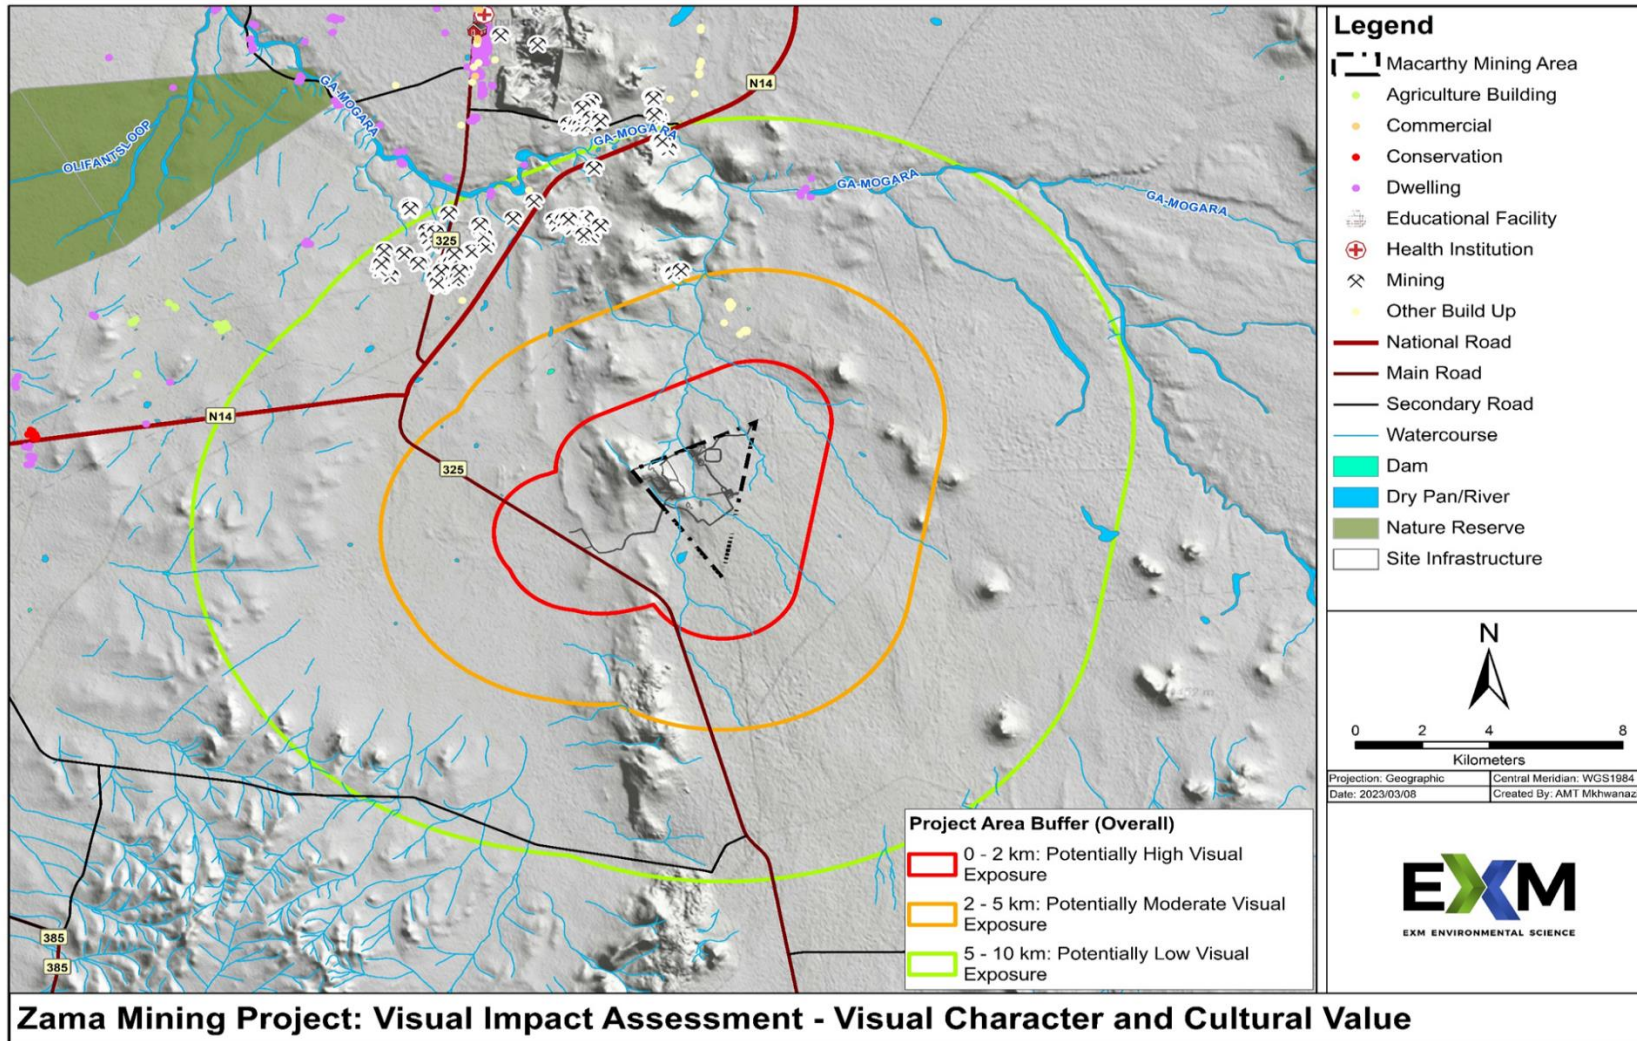 N14
GA-MOGARA
OLIFANTSLOOP
GA-MOGARA
GA-MOGARA
GA-MOGARA
325
N14
325
385
385
Legend
Macarthy Mining Area
Agriculture Building
Commercial
Conservation
Dwelling
Educational Facility
Health Institution
Mining
Other Build Up
National Road
Main Road
Secondary Road
Watercourse
Dam
Dry Pan/River
Nature Reserve
Site Infrastructure
N
0 2 4 8
Kilometers
Projection: Geographic
Central Meridian: WGS1984
Date: 2023/03/08
Created By: AMT Mkhwanaz
EXM
EXM ENVIRONMENTAL SCIENCE
Project Area Buffer (Overall)
0 - 2 km: Potentially High Visual
Exposure
2 - 5 km: Potentially Moderate Visual
Exposure
5 - 10 km: Potentially Low Visual
Exposure
Zama Mining Project: Visual Impact Assessment - Visual Character and Cultural Value